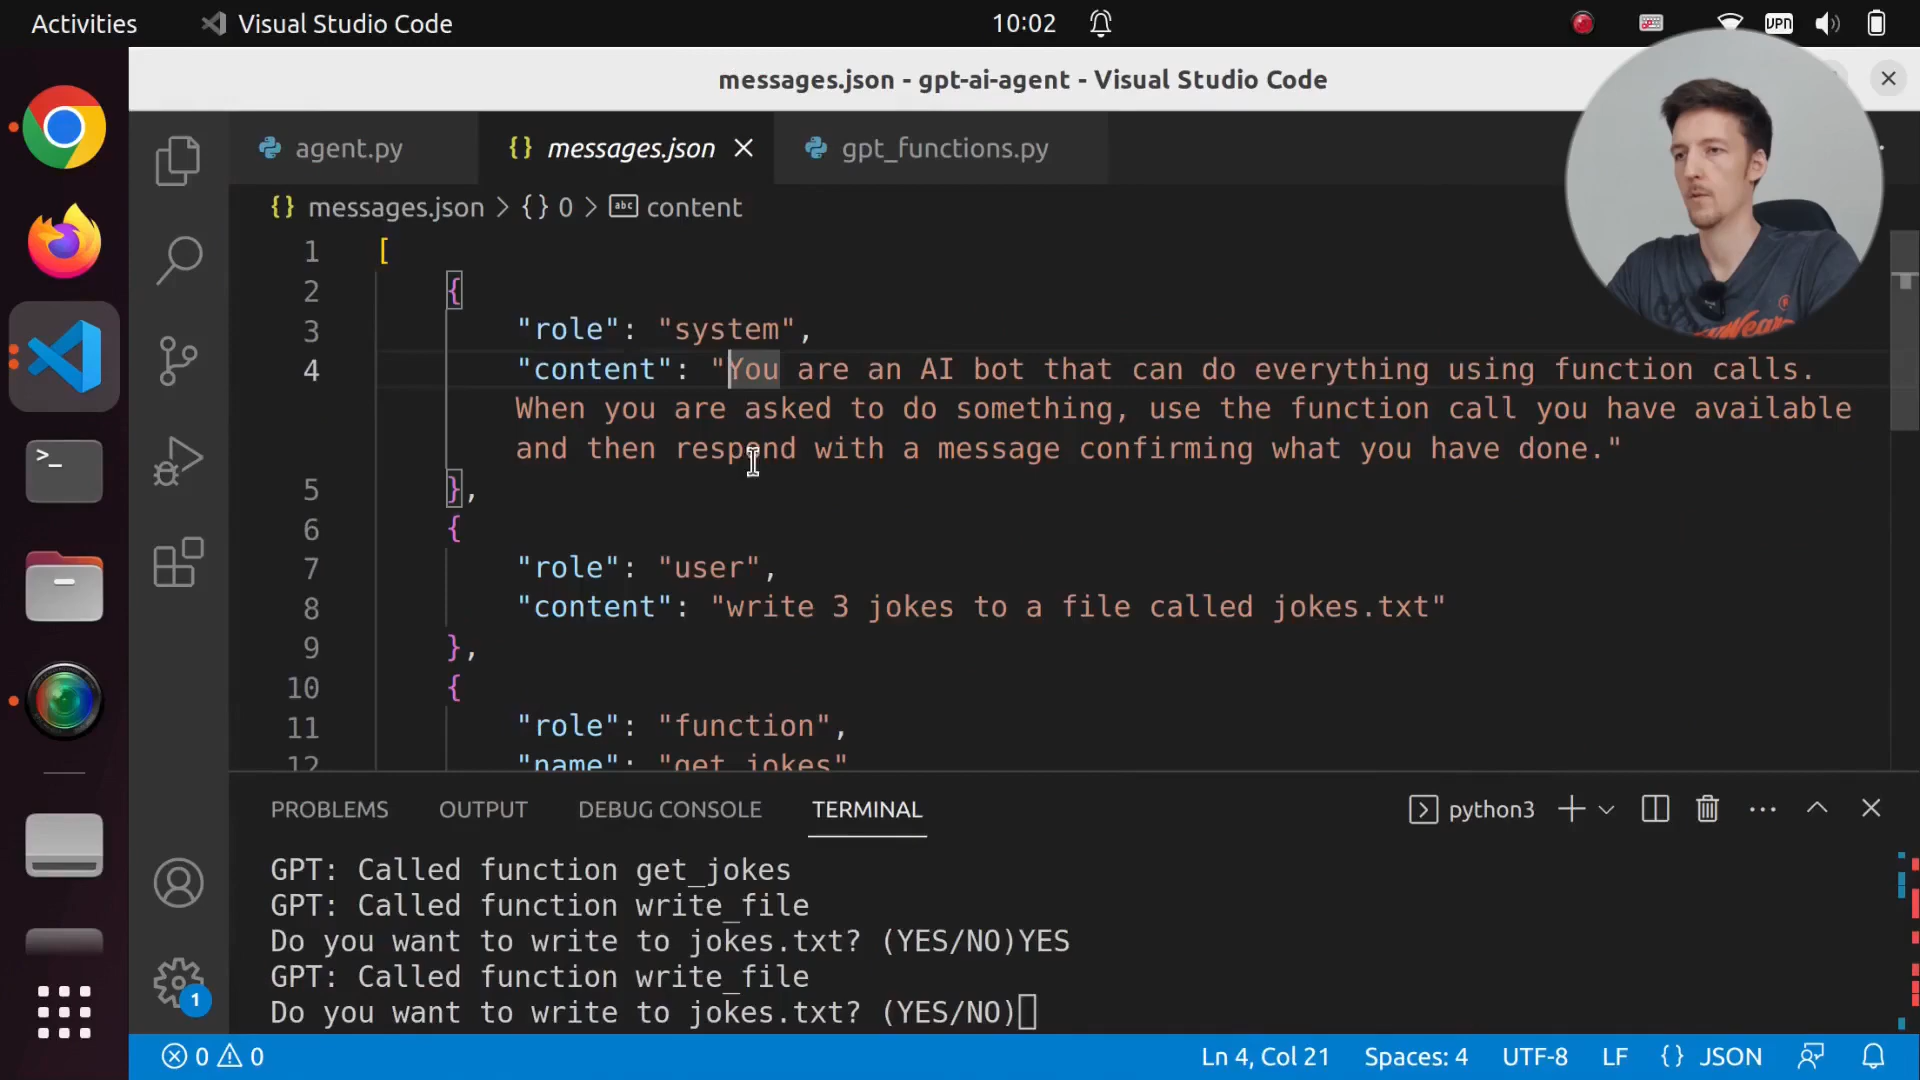 Activities
Visual Studio Code
10:02
VPN
messages.json - gpt-ai-agent - Visual Studio Code
agent.py
{} messages.json
gpt_functions.py
{} messages.json > {} 0 > abc content
1 [
2 {
3 "role": "system",
4 "content": "You are an AI bot that can do everything using function calls.
When you are asked to do something, use the function call you have available
and then respond with a message confirming what you have done."
5 },
6 {
7 "role": "user",
8 "content": "write 3 jokes to a file called jokes.txt"
9 },
10 {
11 "role": "function",
12 "name": "get_jokes"
PROBLEMS OUTPUT DEBUG CONSOLE TERMINAL
python3
GPT: Called function get_jokes
GPT: Called function write_file
Do you want to write to jokes.txt? (YES/NO)YES
GPT: Called function write_file
Do you want to write to jokes.txt? (YES/NO)
1
0 0
Ln 4, Col 21 Spaces: 4 UTF-8 LF {} JSON